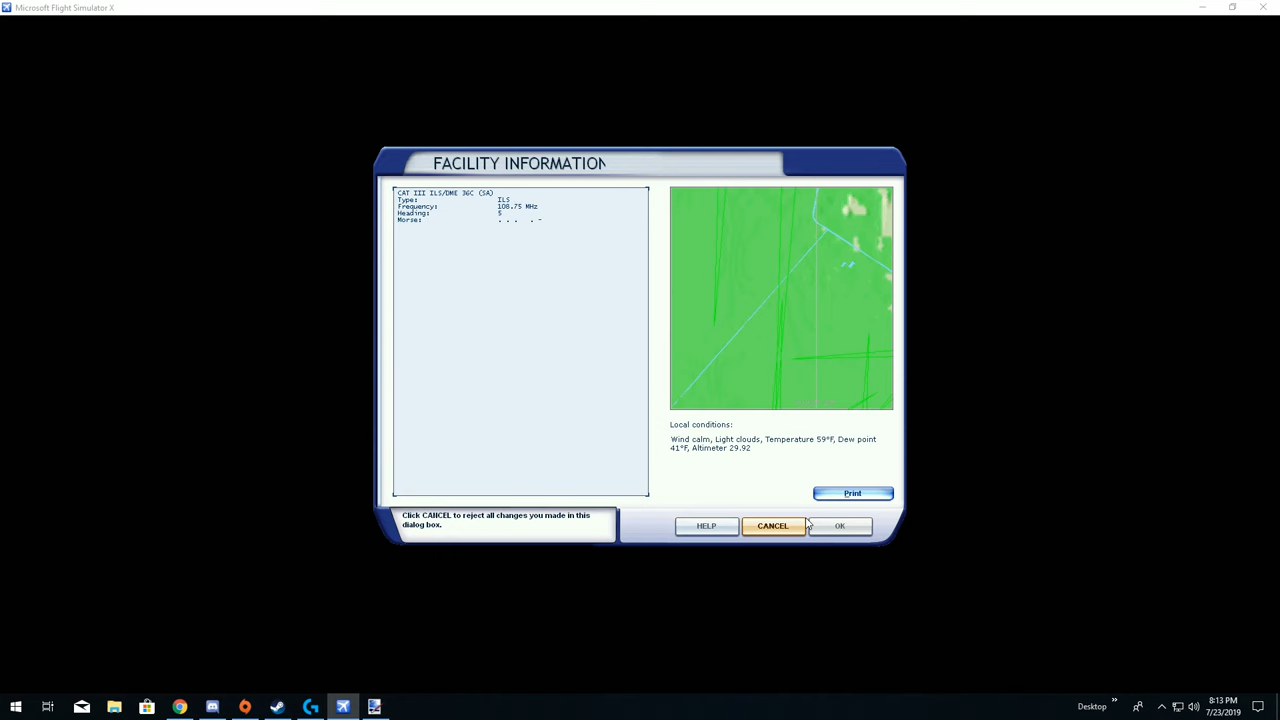 Microsoft Flight Simulator X
FACILITY INFORMATION
CAT III ILS/DME 36C (SA)
Type: ILS
Frequency: 108.75 MHz
Heading: 5
Morse: . . .   . -
Local conditions:
Wind calm, Light clouds, Temperature 59°F, Dew point
41°F, Altimeter 29.92
Print
Click CANCEL to reject all changes you made in this
dialog box.
HELP
CANCEL
OK
Desktop
8:13 PM
7/23/2019